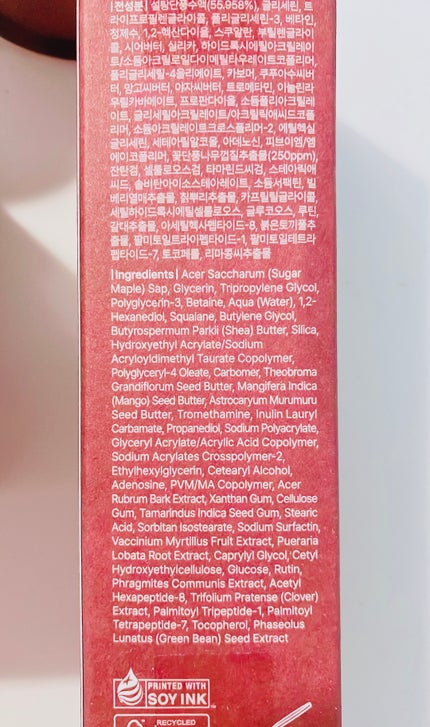 |전성분| 설탕단풍수액(55.958%), 글리세린, 트
라이프로필렌글라이콜, 폴리글리세린-3, 베타인,
정제수, 1,2-헥산다이올, 스쿠알란, 부틸렌글라이
콜, 시어버터, 실리카, 하이드록시에틸아크릴레이
트/소듐아크릴로일다이메틸타우레이트코폴리머,
폴리글리세릴-4올리에이트, 카보머, 쿠푸아수씨버
터, 망고씨버터, 야자씨버터, 트로메타민, 이눌린라
우릴카바메이트, 프로판다이올, 소듐폴리아크릴레
이트, 글리세릴아크릴레이트/아크릴릭애씨드코폴
리머, 소듐아크릴레이트크로스폴리머-2, 에틸헥실
글리세린, 세테아릴알코올, 아데노신, 피브이엠/엠
에이코폴리머, 꽃단풍나무껍질추출물(250ppm),
잔탄검, 셀룰로오스검, 타마린드씨검, 스테아릭애
씨드, 솔비탄아이소스테아레이트, 소듐서팩틴, 빌
베리열매추출물, 칡뿌리추출물, 카프릴릴글라이콜,
세틸하이드록시에틸셀룰로오스, 글루코오스, 루틴,
갈대추출물, 아세틸헥사펩타이드-8, 붉은토끼풀추
출물, 팔미토일트라이펩타이드-1, 팔미토일테트라
펩타이드-7, 토코페롤, 리마콩씨추출물
|Ingredients| Acer Saccharum (Sugar
Maple) Sap, Glycerin, Tripropylene Glycol,
Polyglycerin-3, Betaine, Aqua (Water), 1,2-
Hexanediol, Squalane, Butylene Glycol,
Butyrospermum Parkii (Shea) Butter, Silica,
Hydroxyethyl Acrylate/Sodium
Acryloyldimethyl Taurate Copolymer,
Polyglyceryl-4 Oleate, Carbomer, Theobroma
Grandiflorum Seed Butter, Mangifera Indica
(Mango) Seed Butter, Astrocaryum Murumuru
Seed Butter, Tromethamine, Inulin Lauryl
Carbamate, Propanediol, Sodium Polyacrylate,
Glyceryl Acrylate/Acrylic Acid Copolymer,
Sodium Acrylates Crosspolymer-2,
Ethylhexylglycerin, Cetearyl Alcohol,
Adenosine, PVM/MA Copolymer, Acer
Rubrum Bark Extract, Xanthan Gum, Cellulose
Gum, Tamarindus Indica Seed Gum, Stearic
Acid, Sorbitan Isostearate, Sodium Surfactin,
Vaccinium Myrtillus Fruit Extract, Pueraria
Lobata Root Extract, Caprylyl Glycol, Cetyl
Hydroxyethylcellulose, Glucose, Rutin,
Phragmites Communis Extract, Acetyl
Hexapeptide-8, Trifolium Pratense (Clover)
Extract, Palmitoyl Tripeptide-1, Palmitoyl
Tetrapeptide-7, Tocopherol, Phaseolus
Lunatus (Green Bean) Seed Extract
PRINTED WITH
SOY INK
RECYCLED